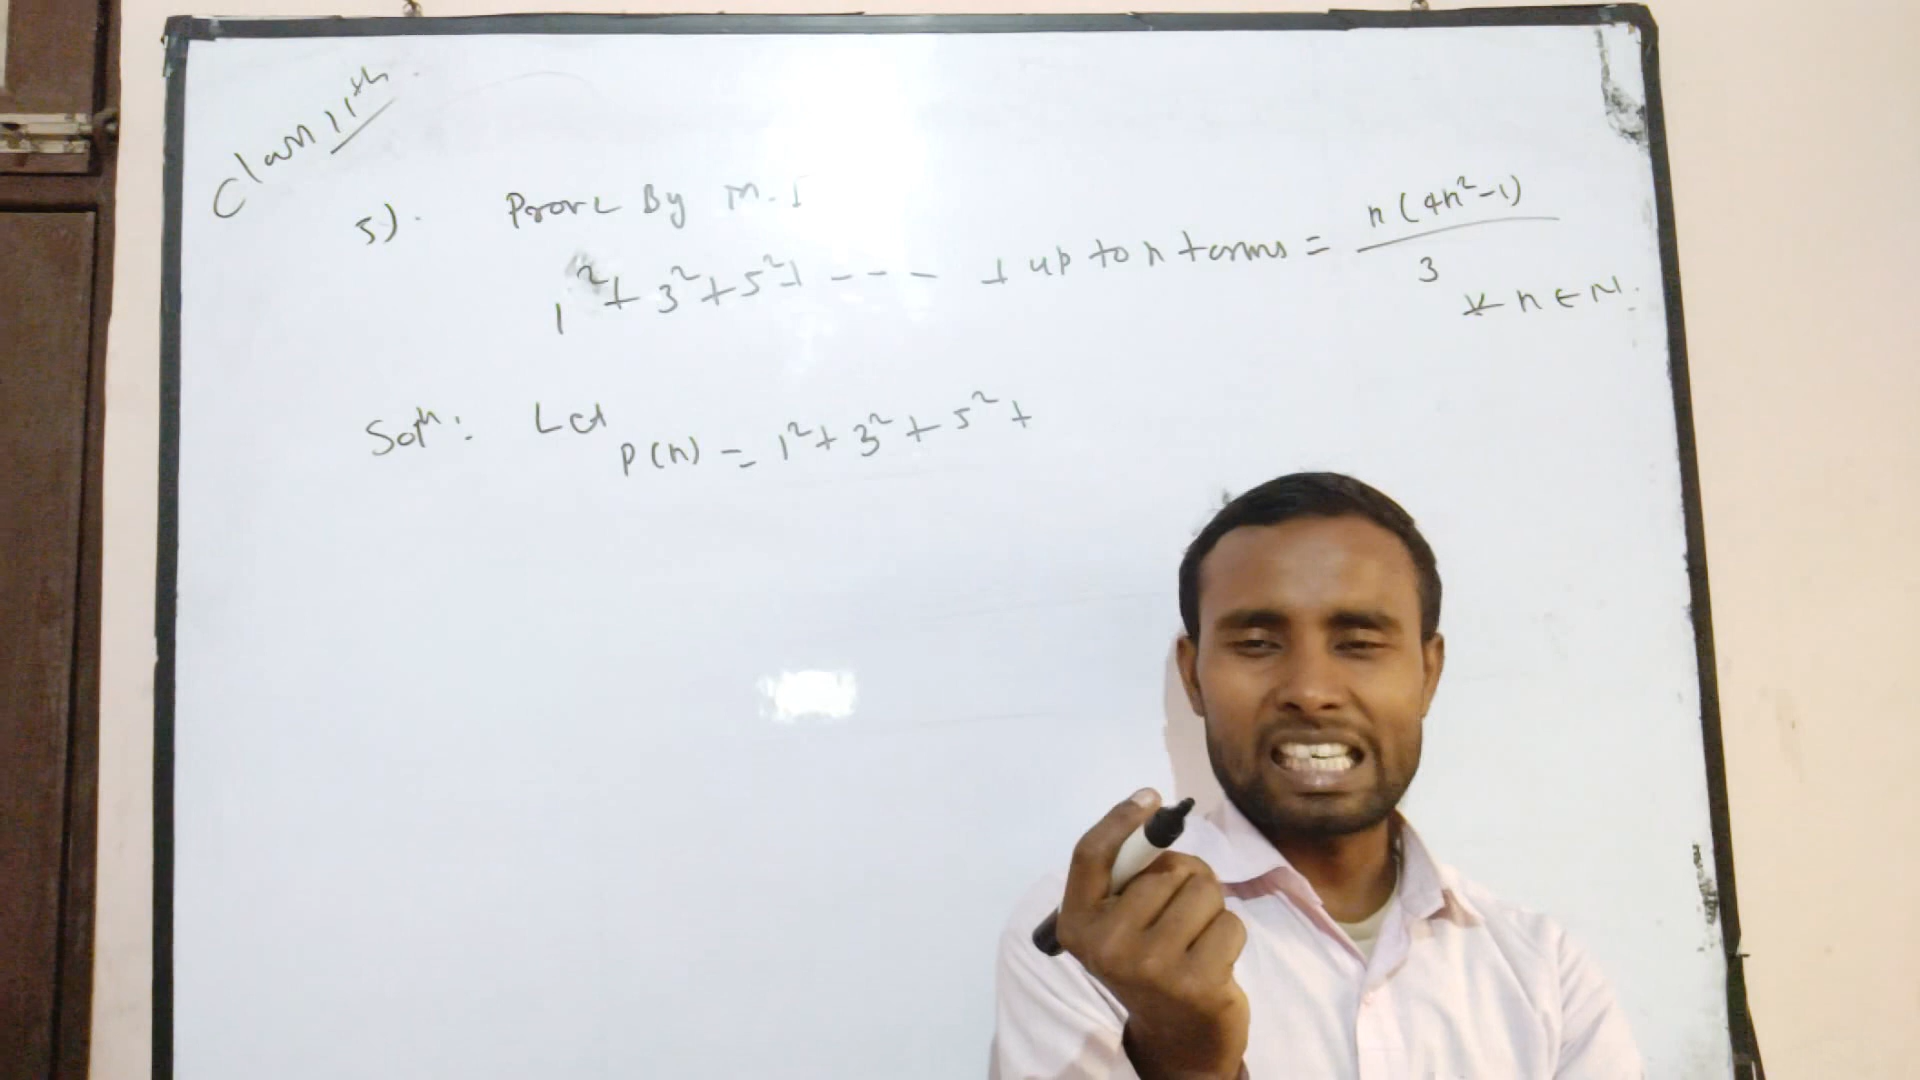 Class 11th
5). Prove By M.I
1²+3²+5²+ - - - - + up to n terms = n(4n²-1)/3
∀ n ∈ N.
Solⁿ: Let
P(n) = 1²+3²+5²+